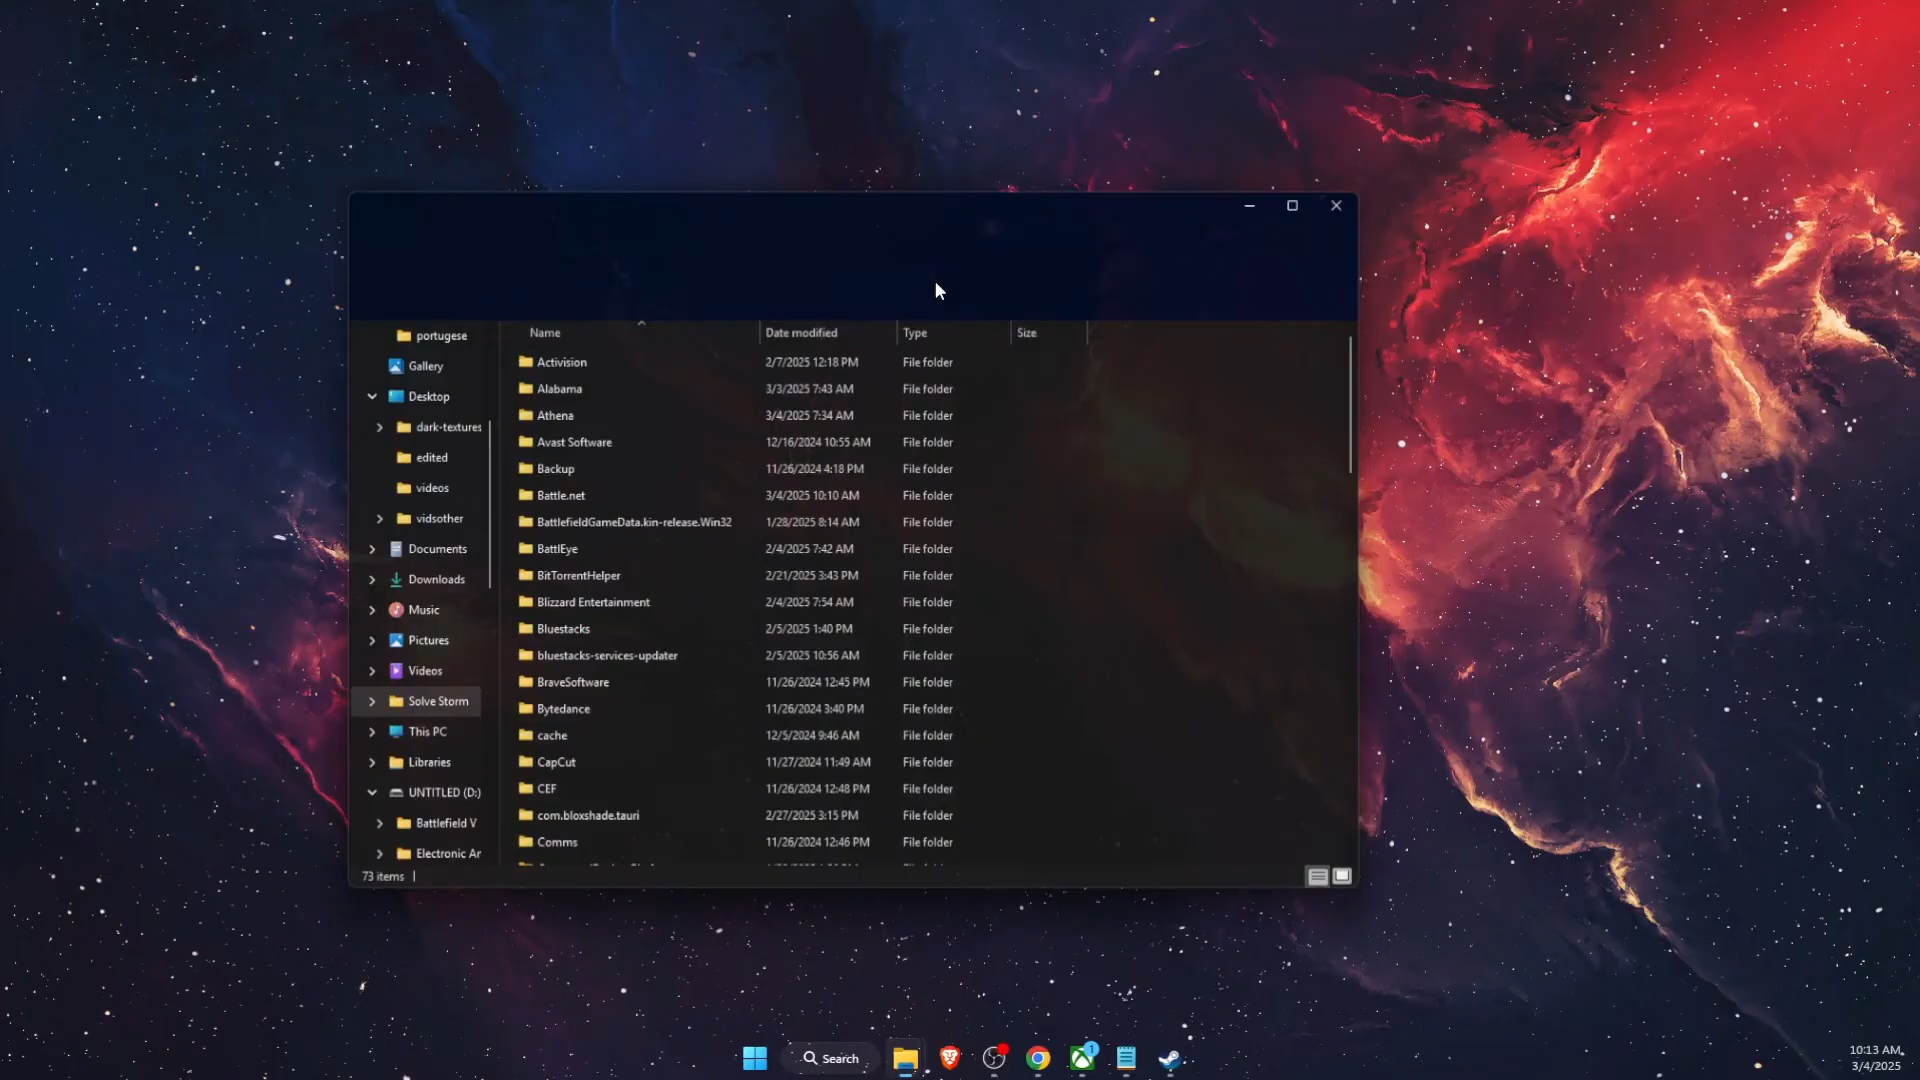 portugese
Gallery
Desktop
dark-textures
edited
videos
vidsother
Documents
Downloads
Music
Pictures
Videos
Solve Storm
This PC
Libraries
UNTITLED (D:)
Battlefield V
Electronic Ar
Name Date modified Type Size
Activision 2/7/2025 12:18 PM File folder
Alabama 3/3/2025 7:43 AM File folder
Athena 3/4/2025 7:34 AM File folder
Avast Software 12/16/2024 10:55 AM File folder
Backup 11/26/2024 4:18 PM File folder
Battle.net 3/4/2025 10:10 AM File folder
BattlefieldGameData.kin-release.Win32 1/28/2025 8:14 AM File folder
BattlEye 2/4/2025 7:42 AM File folder
BitTorrentHelper 2/21/2025 3:43 PM File folder
Blizzard Entertainment 2/4/2025 7:54 AM File folder
Bluestacks 2/5/2025 1:40 PM File folder
bluestacks-services-updater 2/5/2025 10:56 AM File folder
BraveSoftware 11/26/2024 12:45 PM File folder
Bytedance 11/26/2024 3:40 PM File folder
cache 12/5/2024 9:46 AM File folder
CapCut 11/27/2024 11:49 AM File folder
CEF 11/26/2024 12:48 PM File folder
com.bloxshade.tauri 2/27/2025 3:15 PM File folder
Comms 11/26/2024 12:46 PM File folder
73 items
Search
1
10:13 AM
3/4/2025